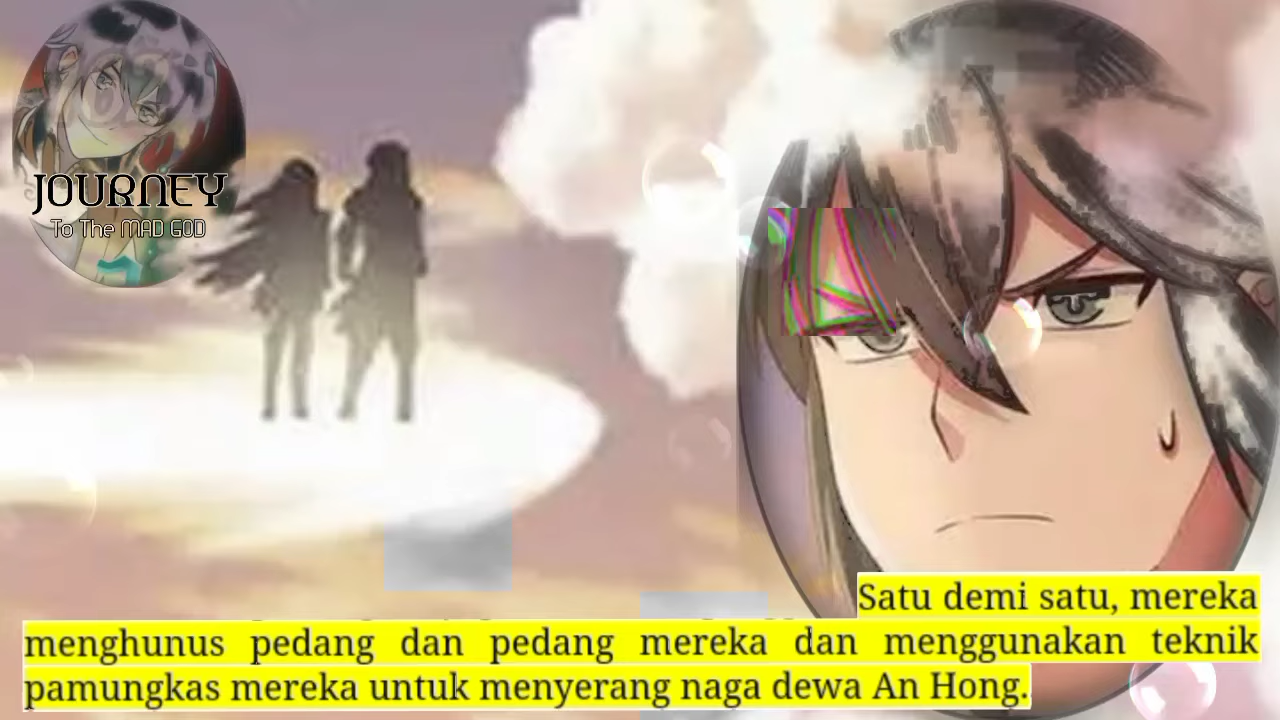 JOURNEY
To The MAD GOD
Satu demi satu, mereka
menghunus pedang dan pedang mereka dan menggunakan teknik
pamungkas mereka untuk menyerang naga dewa An Hong.